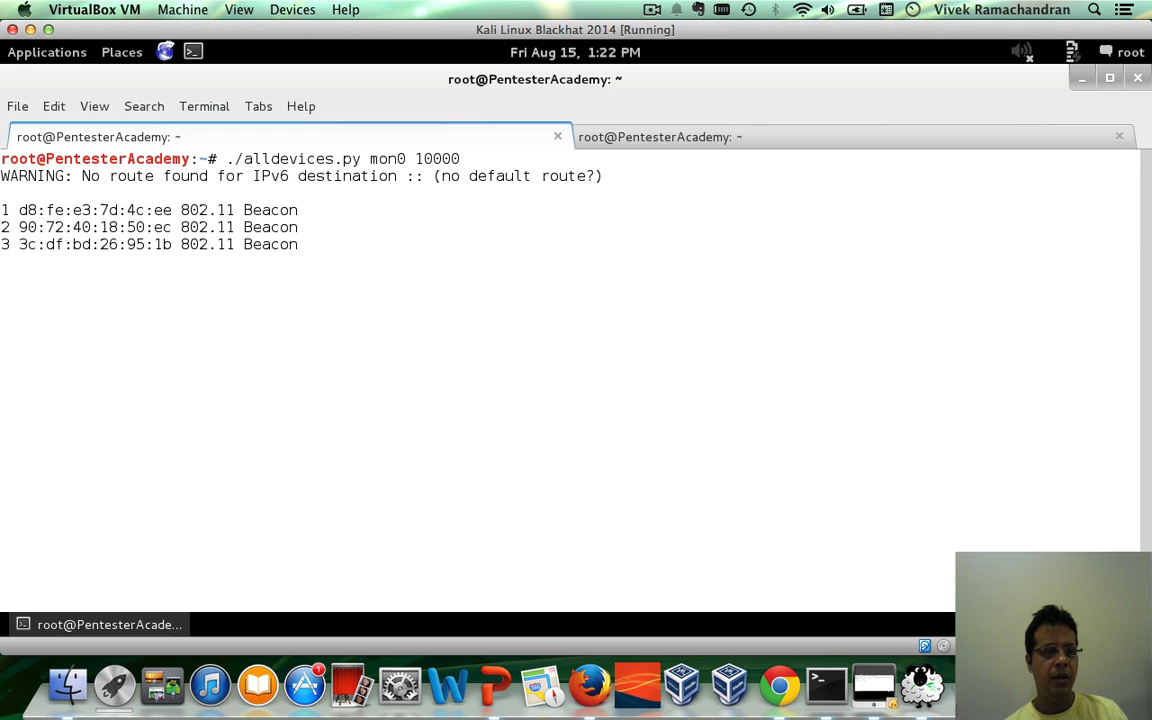 VirtualBox VM Machine View Devices Help Vivek Ramachandran
Kali Linux Blackhat 2014 [Running]
Applications Places Fri Aug 15, 1:22 PM root
root@PentesterAcademy: ~
File Edit View Search Terminal Tabs Help
root@PentesterAcademy: ~ root@PentesterAcademy: ~
root@PentesterAcademy:~# ./alldevices.py mon0 10000
WARNING: No route found for IPv6 destination :: (no default route?)
1 d8:fe:e3:7d:4c:ee 802.11 Beacon
2 90:72:40:18:50:ec 802.11 Beacon
3 3c:df:bd:26:95:1b 802.11 Beacon
root@PentesterAcade...
1